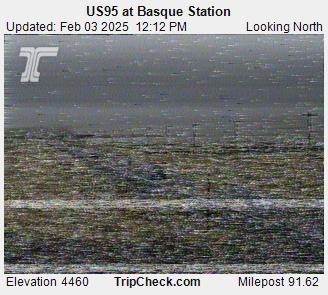 US95 at Basque Station
Updated: Feb 03 2025 12:12 PM Looking North
Elevation 4460 TripCheck.com Milepost 91.62